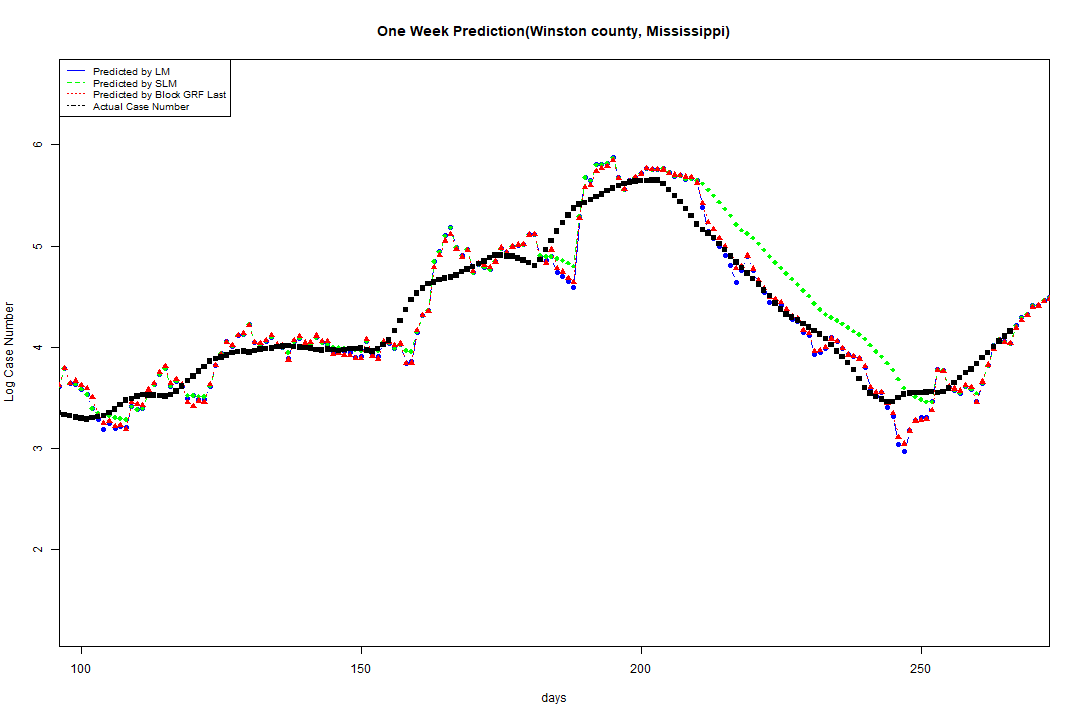 One Week Prediction(Winston county, Mississippi)
Predicted by LM
Predicted by SLM
Predicted by Block GRF Last
Actual Case Number
6
5
4
3
2
Log Case Number
100 150 200 250
days